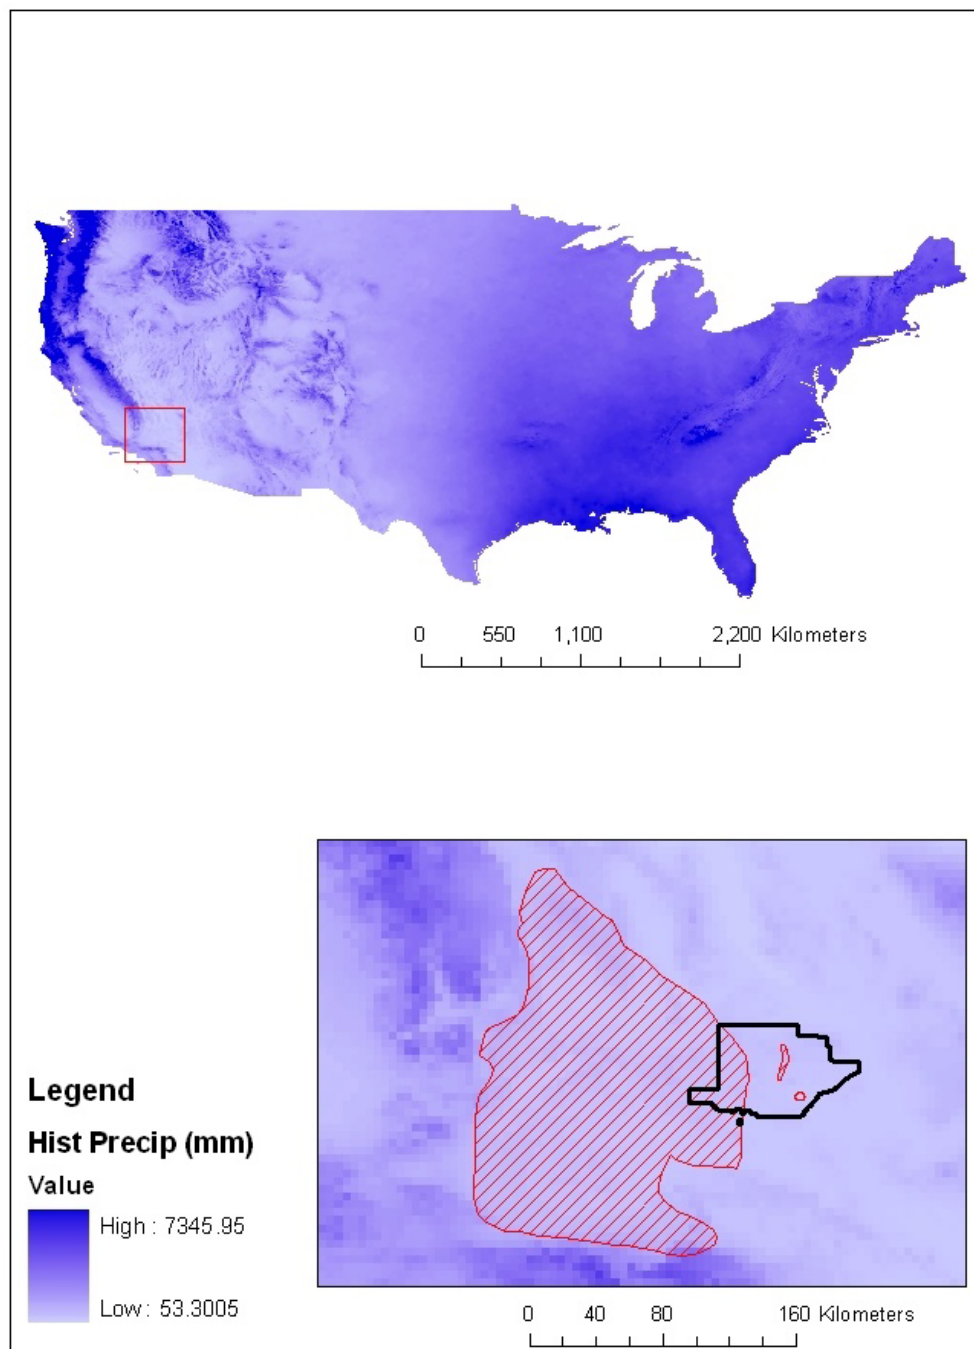 0 550 1,100 2,200 Kilometers
Legend
Hist Precip (mm)
Value
High : 7345.95
Low : 53.3005
0 40 80 160 Kilometers